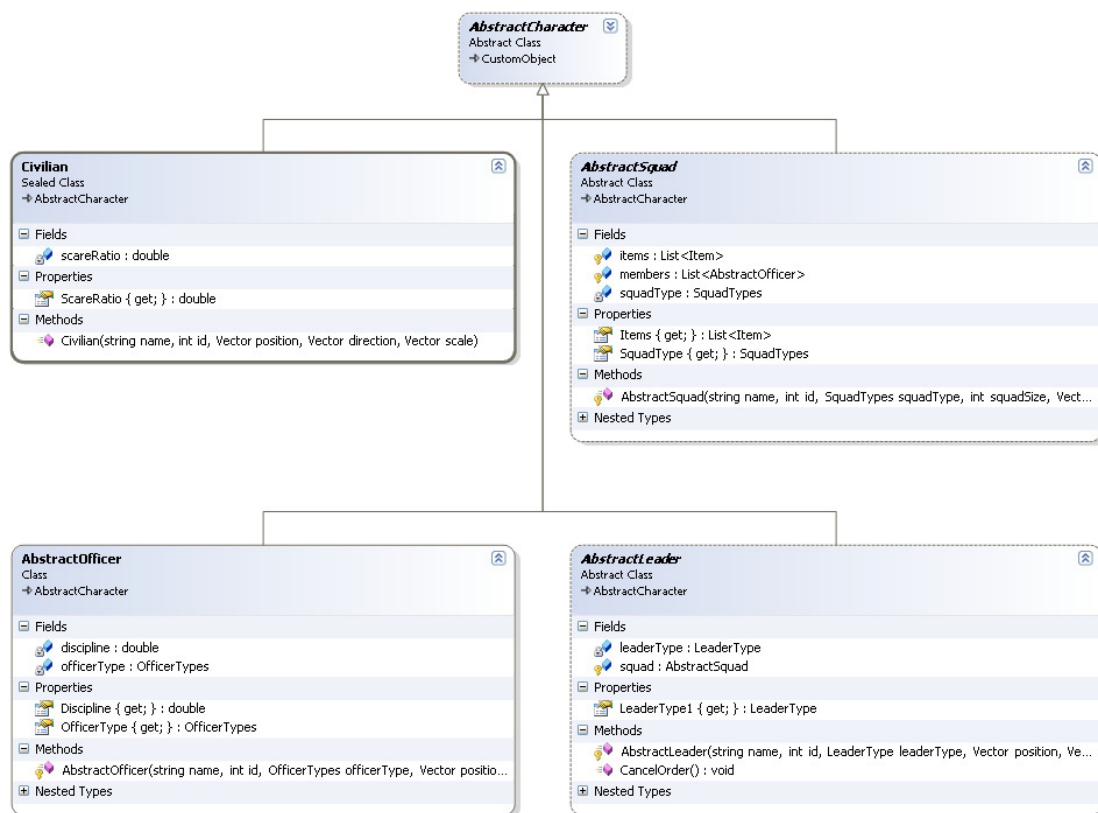 AbstractCharacter
Abstract Class
CustomObject
Civilian
Sealed Class
AbstractCharacter
Fields
scareRatio : double
Properties
ScareRatio { get; } : double
Methods
Civilian(string name, int id, Vector position, Vector direction, Vector scale)
AbstractSquad
Abstract Class
AbstractCharacter
Fields
items : List<Item>
members : List<AbstractOfficer>
squadType : SquadTypes
Properties
Items { get; } : List<Item>
SquadType { get; } : SquadTypes
Methods
AbstractSquad(string name, int id, SquadTypes squadType, int squadSize, Vect...
Nested Types
AbstractOfficer
Class
AbstractCharacter
Fields
discipline : double
officerType : OfficerTypes
Properties
Discipline { get; } : double
OfficerType { get; } : OfficerTypes
Methods
AbstractOfficer(string name, int id, OfficerTypes officerType, Vector positio...
Nested Types
AbstractLeader
Abstract Class
AbstractCharacter
Fields
leaderType : LeaderType
squad : AbstractSquad
Properties
LeaderType1 { get; } : LeaderType
Methods
AbstractLeader(string name, int id, LeaderType leaderType, Vector position, Ve...
CancelOrder() : void
Nested Types